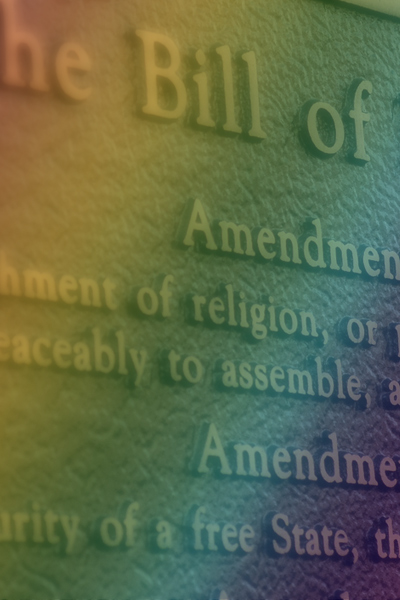 he Bill of
Amendmen
hment of religion, or
eaceably to assemble, a
Amendme
urity of a free State, th